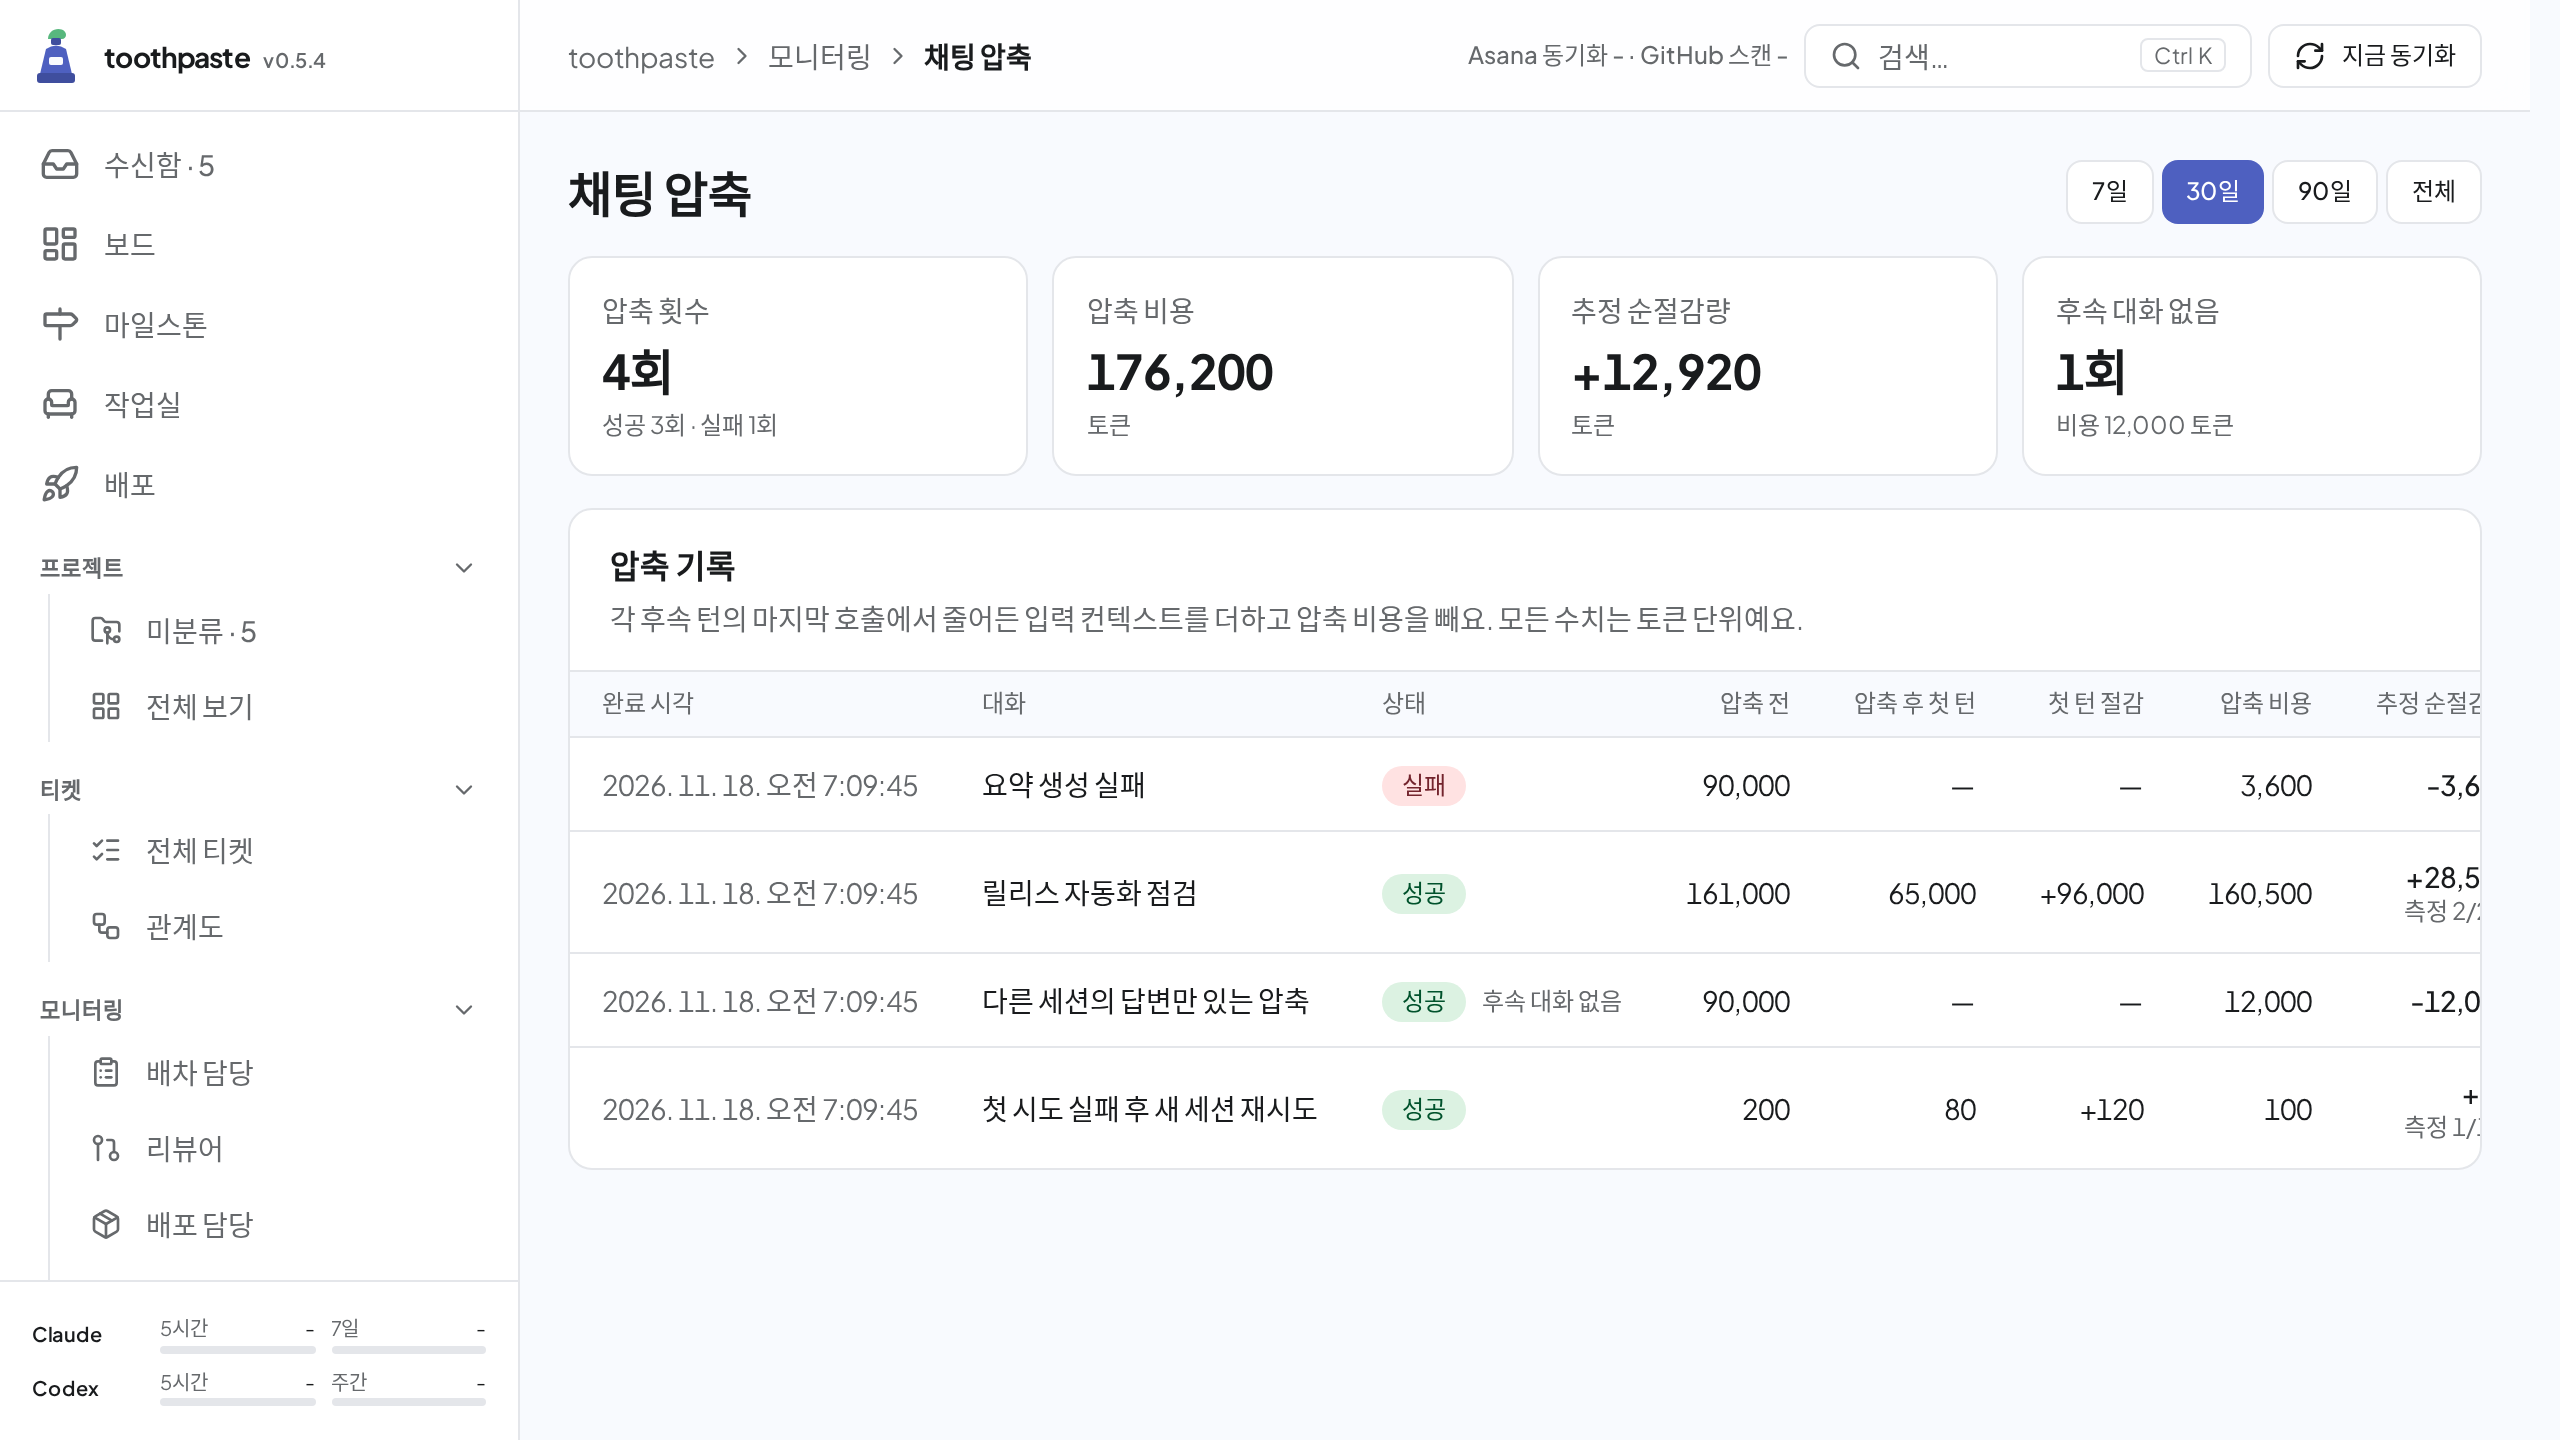 toothpaste v0.5.4
toothpaste > 모니터링 > 채팅 압축
Asana 동기화 - · GitHub 스캔 -
검색...
Ctrl K
지금 동기화
수신함 · 5
보드
마일스톤
작업실
배포
프로젝트
미분류 · 5
전체 보기
티켓
전체 티켓
관계도
모니터링
배차 담당
리뷰어
배포 담당
Claude 5시간 - 7일 -
Codex 5시간 - 주간 -
채팅 압축
7일 30일 90일 전체
압축 횟수
4회
성공 3회 · 실패 1회
압축 비용
176,200
토큰
추정 순절감량
+12,920
토큰
후속 대화 없음
1회
비용 12,000 토큰
압축 기록
각 후속 턴의 마지막 호출에서 줄어든 입력 컨텍스트를 더하고 압축 비용을 빼요. 모든 수치는 토큰 단위예요.
완료 시각 대화 상태 압축 전 압축 후 첫 턴 첫 턴 절감 압축 비용 추정 순절감
2026. 11. 18. 오전 7:09:45 요약 생성 실패 실패 90,000 — — 3,600 -3,6
2026. 11. 18. 오전 7:09:45 릴리스 자동화 점검 성공 161,000 65,000 +96,000 160,500 +28,5
측정 2/
2026. 11. 18. 오전 7:09:45 다른 세션의 답변만 있는 압축 성공 후속 대화 없음 90,000 — — 12,000 -12,0
2026. 11. 18. 오전 7:09:45 첫 시도 실패 후 새 세션 재시도 성공 200 80 +120 100 +
측정 1/